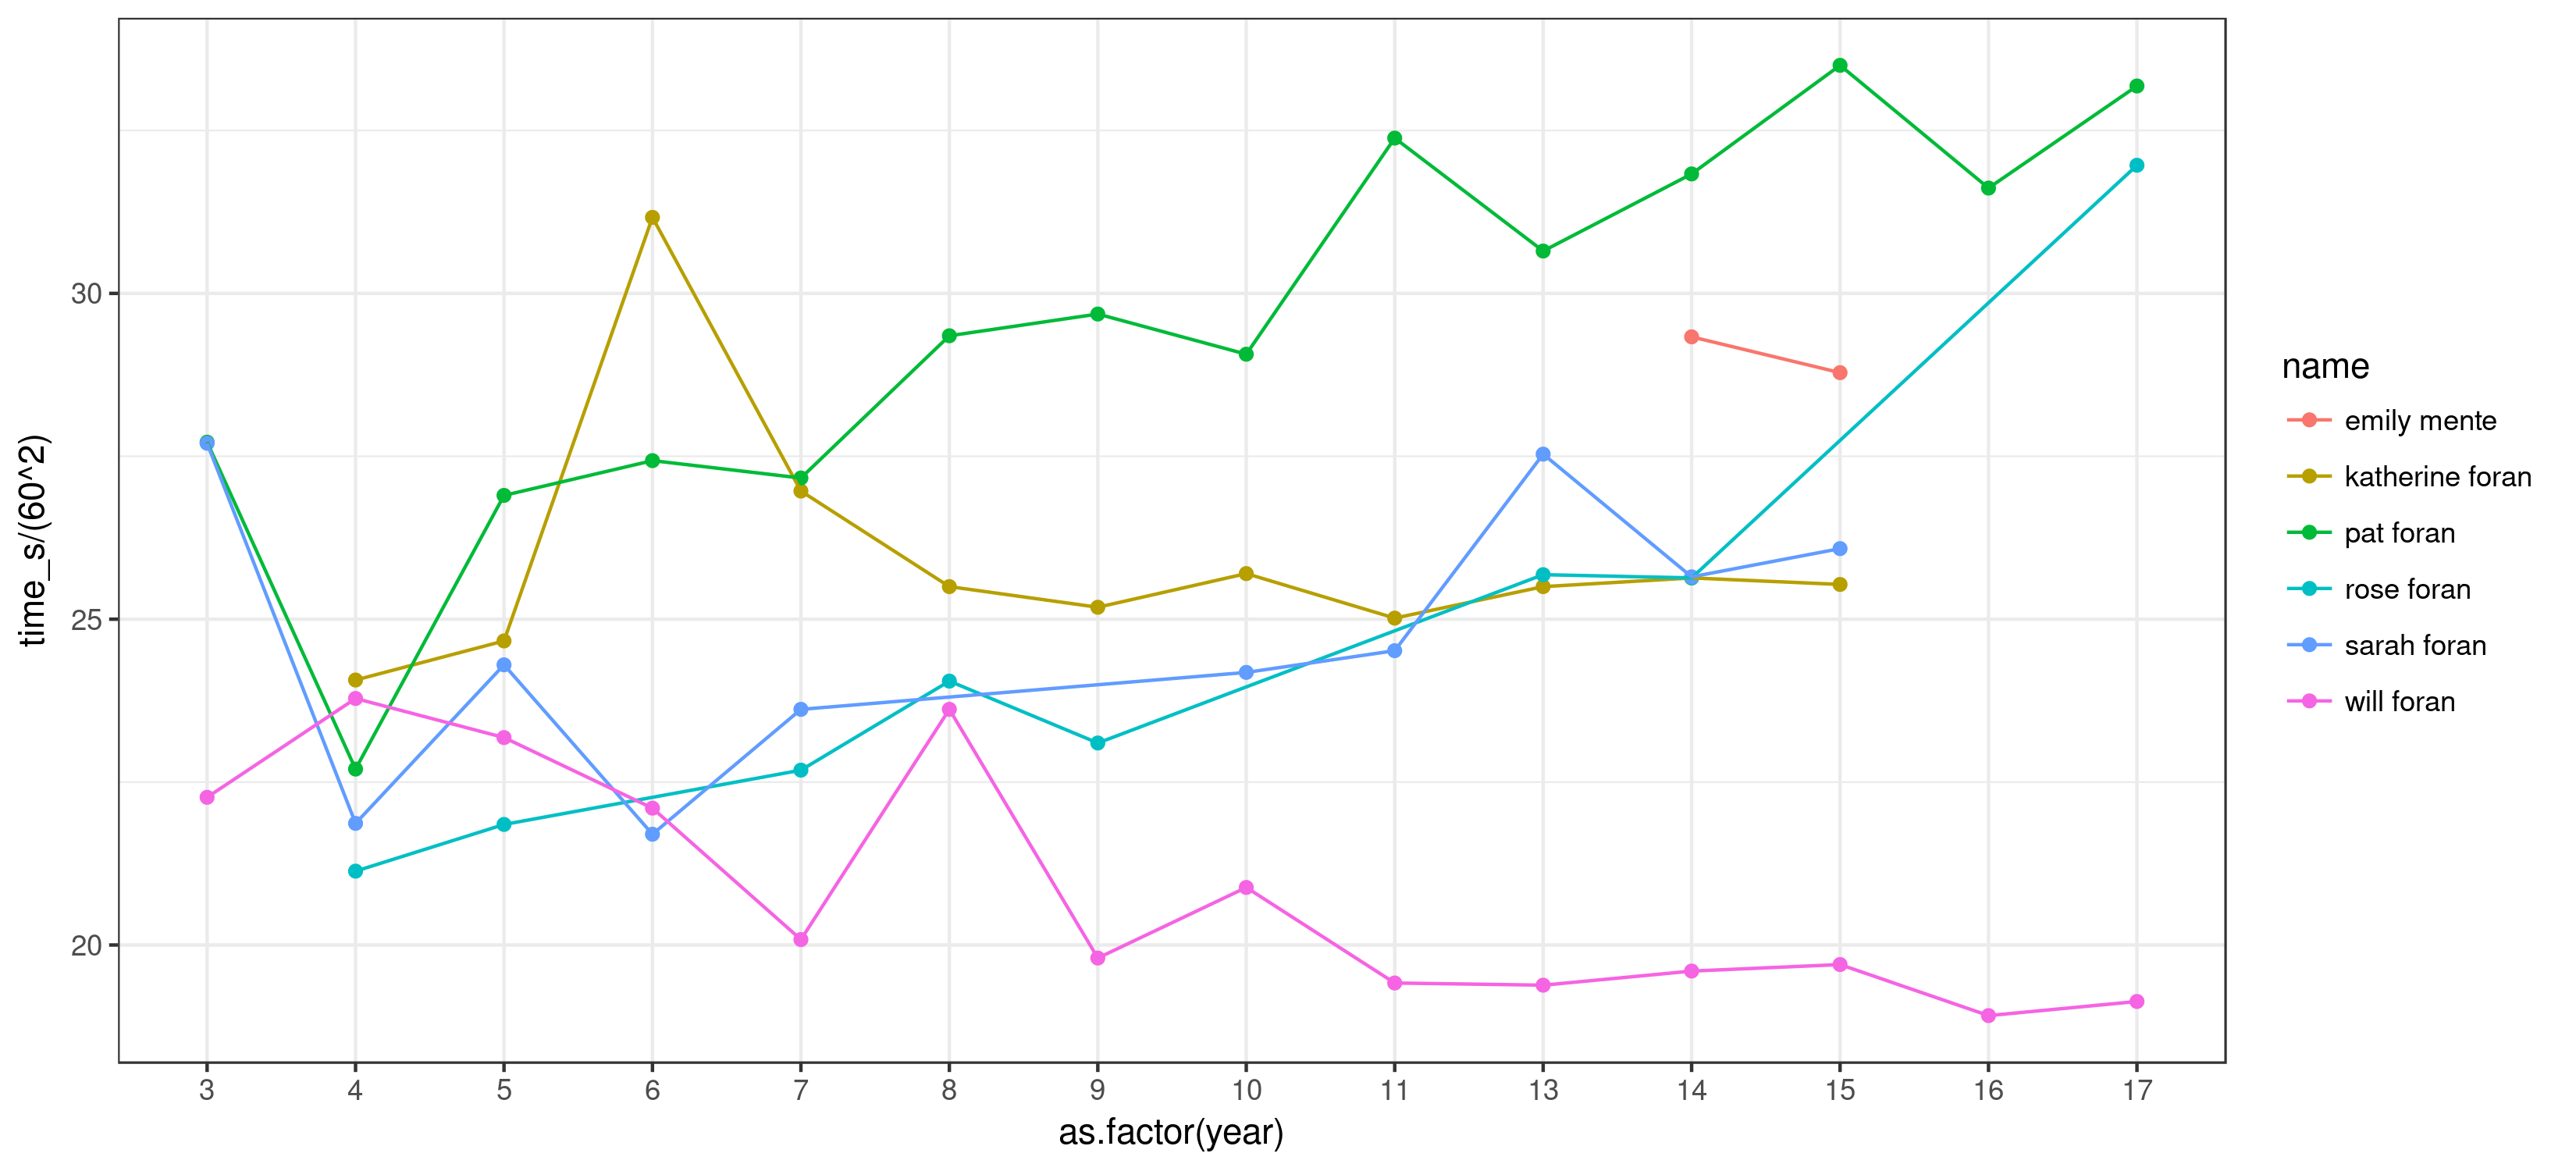 time_s/(60^2)
30
25
20
3 4 5 6 7 8 9 10 11 13 14 15 16 17
as.factor(year)
name
emily mente
katherine foran
pat foran
rose foran
sarah foran
will foran